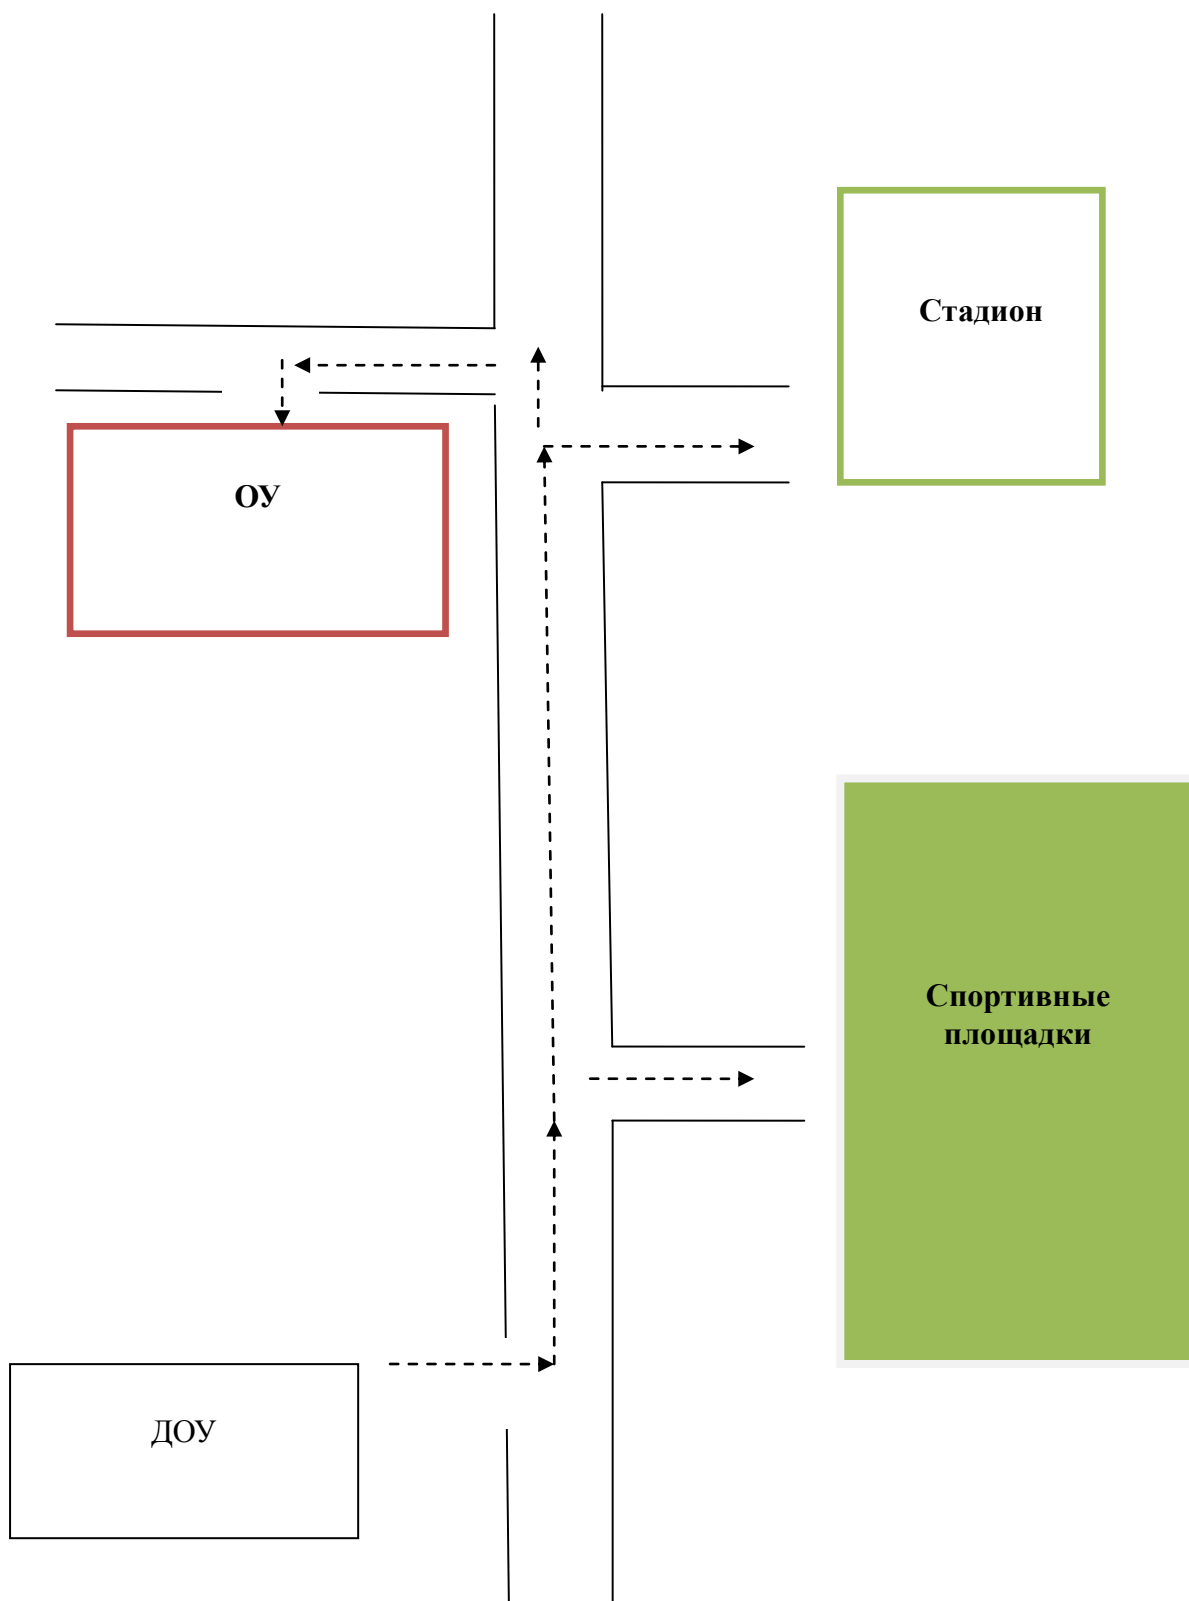 Стадион
ОУ
Спортивные
площадки
ДОУ